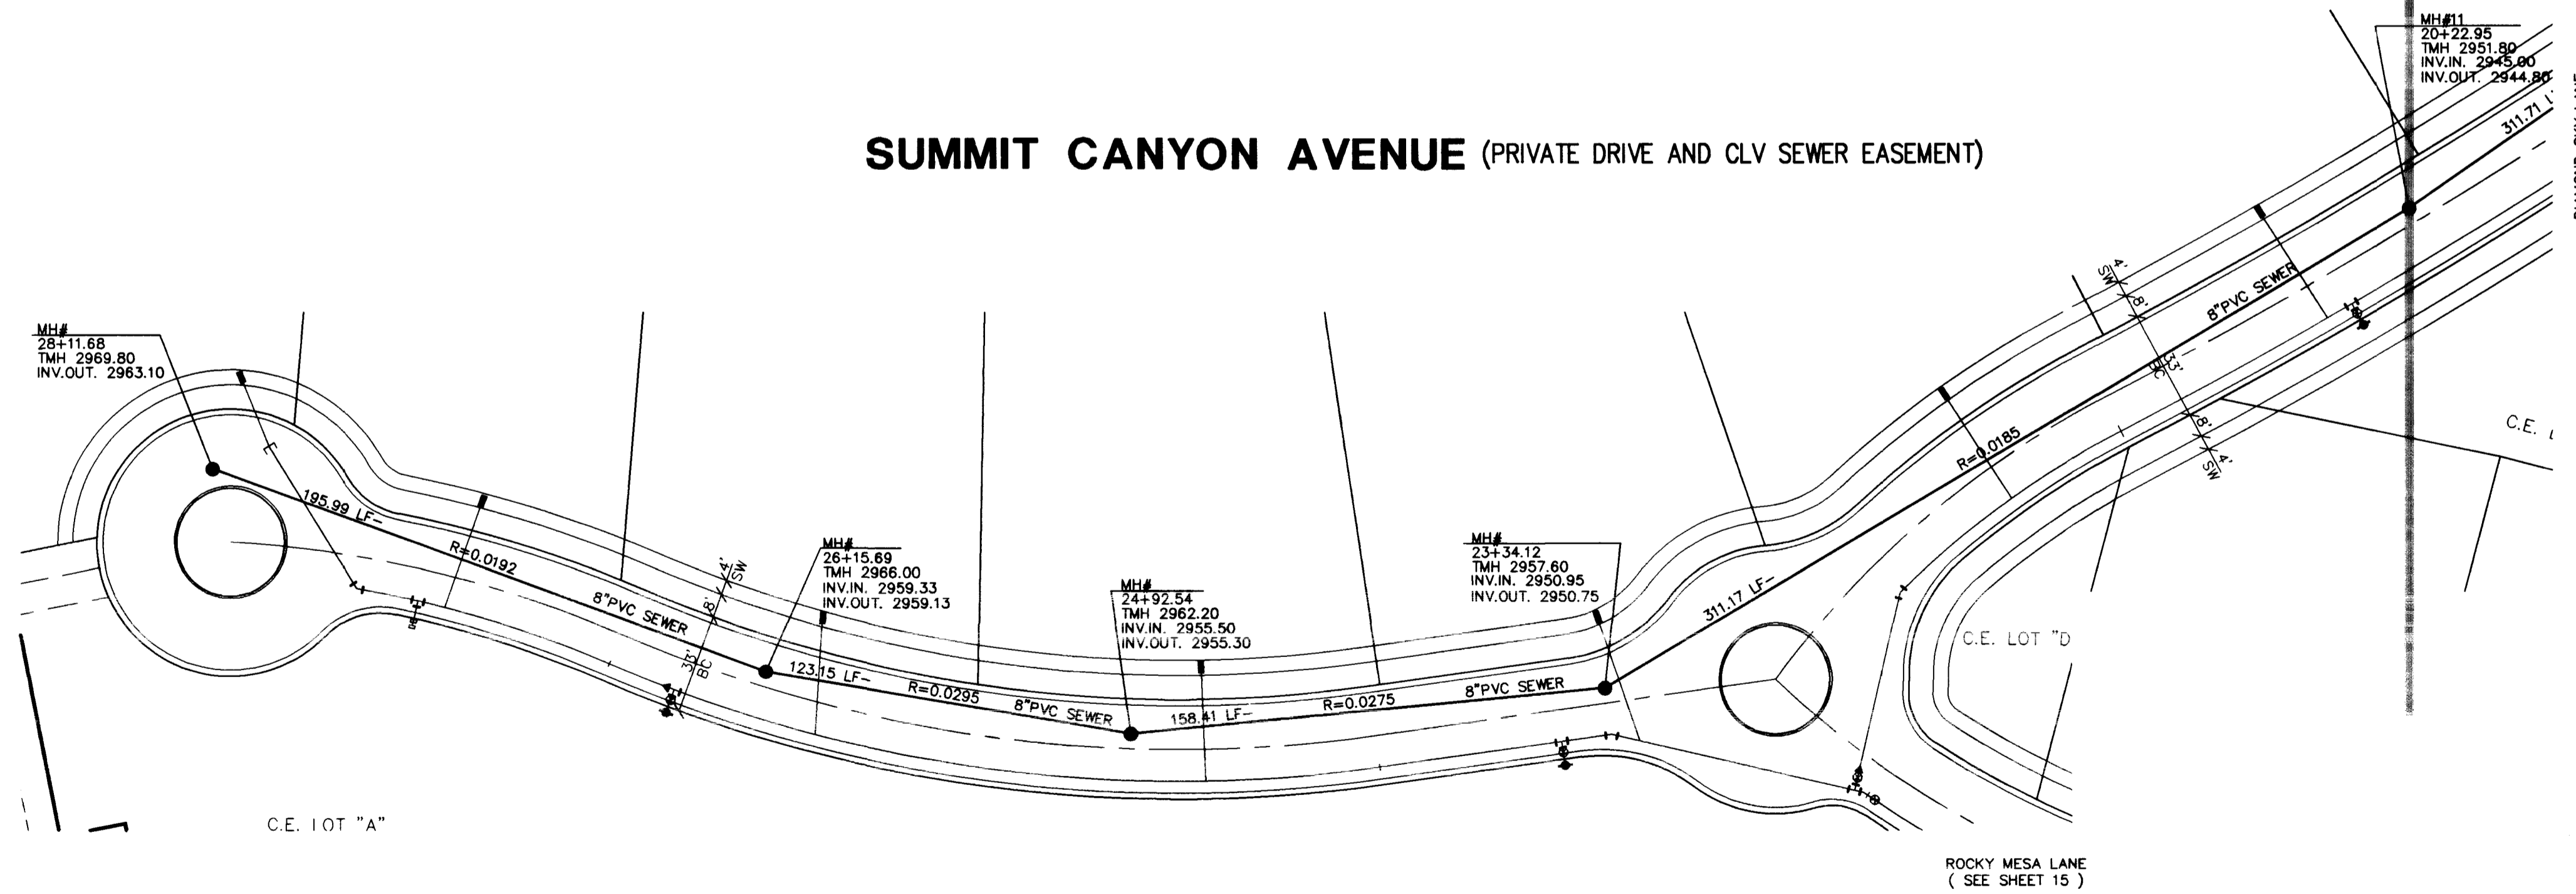 SUMMIT CANYON AVENUE (PRIVATE DRIVE AND CLV SEWER EASEMENT)
MH#11
20+22.95
TMH 2951.80
INV.IN. 2945.00
INV.OUT. 2944.80
311.71
MH#
28+11.68
TMH 2969.80
INV.OUT. 2963.10
195.99 LF
R=0.0192
8"PVC SEWER
4'
SW
8'
33'
BC
MH#
26+15.69
TMH 2966.00
INV.IN. 2959.33
INV.OUT. 2959.13
123.15 LF
R=0.0295
8"PVC SEWER
MH#
24+92.54
TMH 2962.20
INV.IN. 2955.50
INV.OUT. 2955.30
158.41 LF
R=0.0275
8"PVC SEWER
MH#
23+34.12
TMH 2957.60
INV.IN. 2950.95
INV.OUT. 2950.75
311.17 LF
R=0.0185
8"PVC SEWER
4'
SW
8'
33'
BC
8'
4'
SW
C.E.
C.E. LOT "D
C.E. LOT "A"
ROCKY MESA LANE
( SEE SHEET 15 )